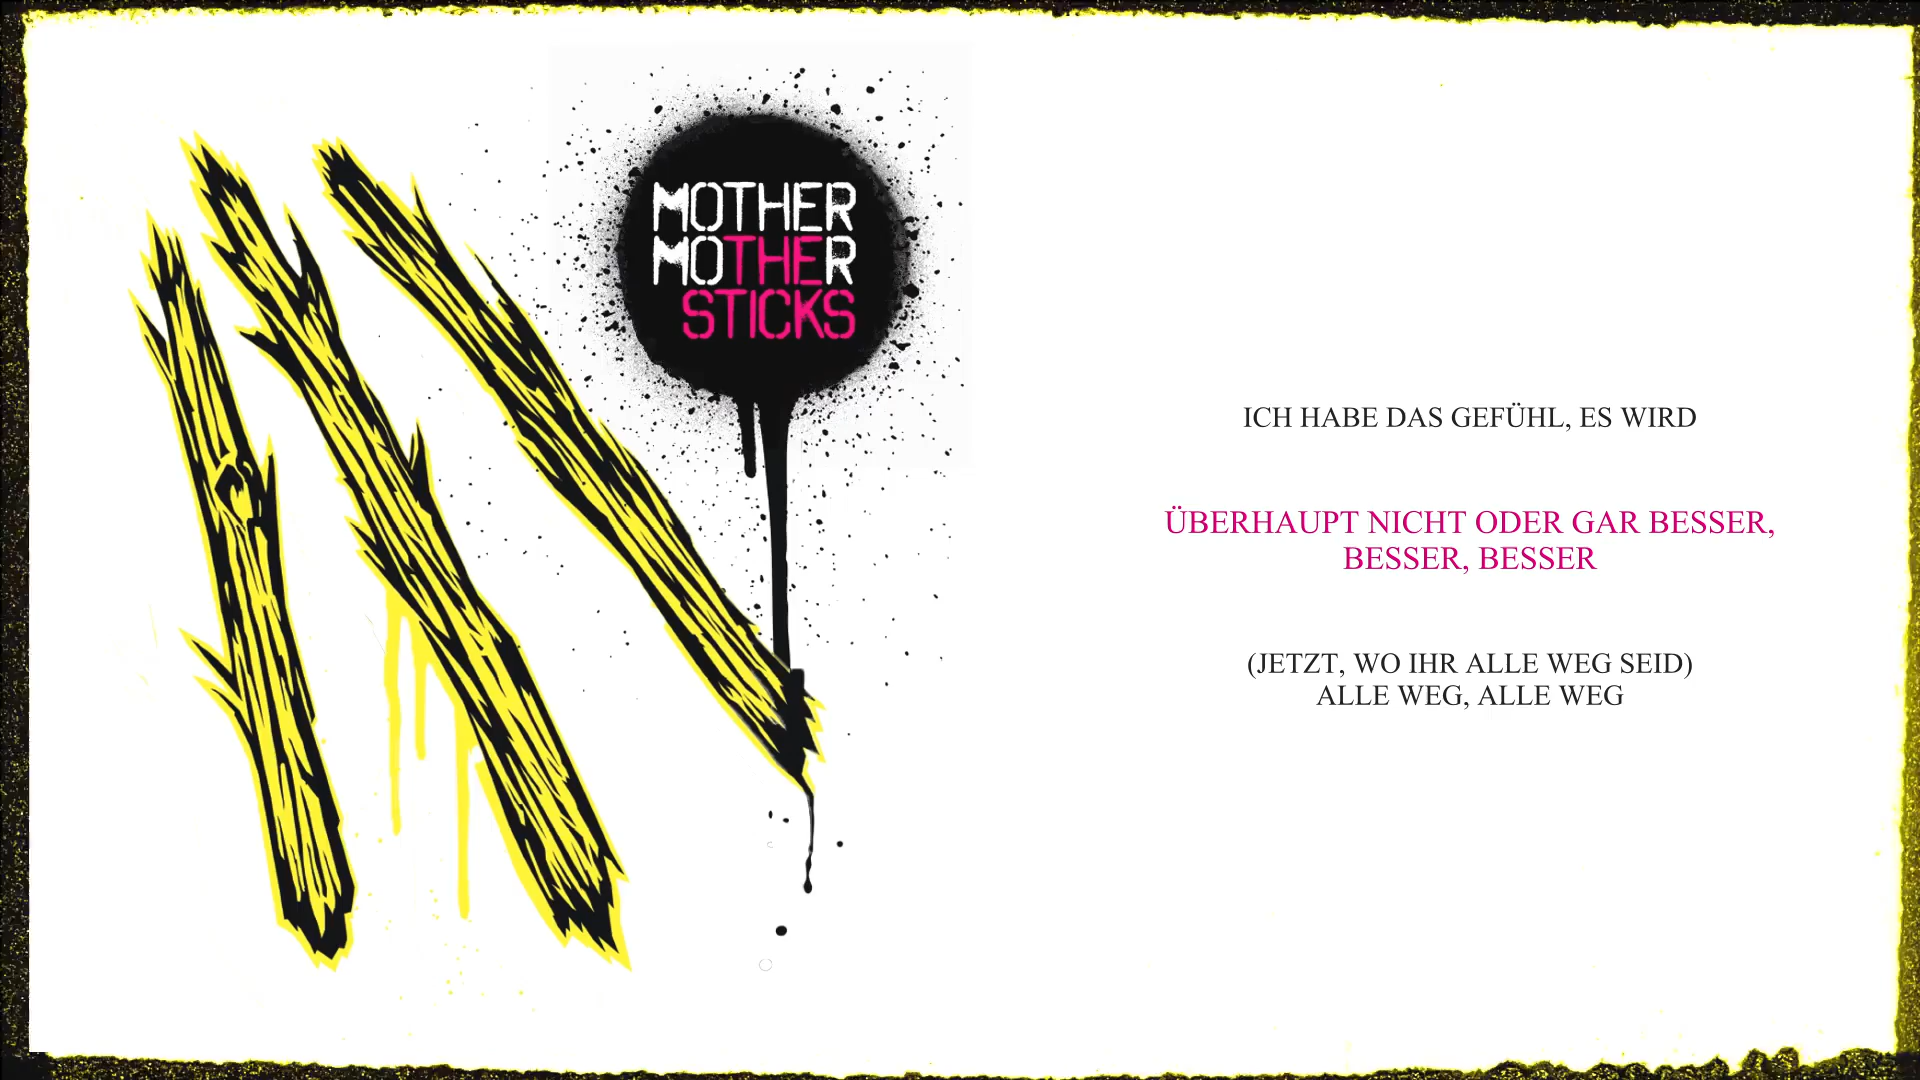 MOTHER
MOTHER
STICKS
ICH HABE DAS GEFÜHL, ES WIRD
ÜBERHAUPT NICHT ODER GAR BESSER,
BESSER, BESSER
(JETZT, WO IHR ALLE WEG SEID)
ALLE WEG, ALLE WEG